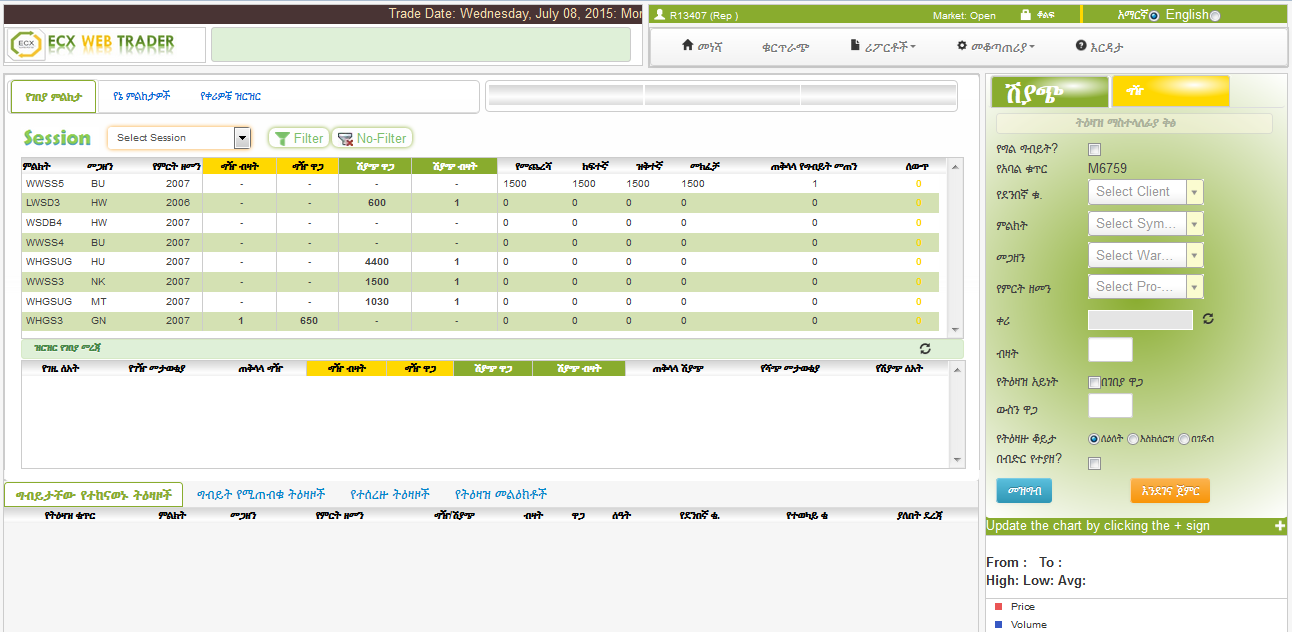 Trade Date: Wednesday, July 08, 2015: Mor
R13407 (Rep )
Market: Open
ቆልፍ
አማርኛ English
ECX WEB TRADER
መነሻ ቁርጥራጭ ሪፖርቶች መቆጣጠሪያ እርዳታ
የገበያ ምልከታ የኔ ምልከታዎች የቀሪዎች ዝርዝር
Session Select Session Filter No-Filter
ምልክት መጋዘን የምርት ዘመን ግዥ ብዛት ግዥ ዋጋ ሽያጭ ዋጋ ሽያጭ ብዛት የመጨረሻ ከፍተኛ ዝቅተኛ መክፈቻ ጠቅላላ የግብይት መጠን ለውጥ
WWSS5 BU 2007 - - - - 1500 1500 1500 1500 1 0
LWSD3 HW 2006 - - 600 1 0 0 0 0 0 0
WSDB4 HW 2007 - - - - 0 0 0 0 0 0
WWSS4 BU 2007 - - - - 0 0 0 0 0 0
WHGSUG HU 2007 - - 4400 1 0 0 0 0 0 0
WWSS3 NK 2007 - - 1500 1 0 0 0 0 0 0
WHGSUG MT 2007 - - 1030 1 0 0 0 0 0 0
WHGS3 GN 2007 1 650 - - 0 0 0 0 0 0
ዝርዝር የገበያ መረጃ
የግዢ ሰአት የግዥ መታወቂያ ጠቅላላ ግዥ ግዥ ብዛት ግዥ ዋጋ ሽያጭ ዋጋ ሽያጭ ብዛት ጠቅላላ ሽያጭ የሻጭ መታወቂያ የሽያጭ ሰአት
ግብይታቸው የተከናወኑ ትዕዛዞች ግብይት የሚጠብቁ ትዕዛዞች የተሰረዙ ትዕዛዞች የትዕዛዝ መልዕክቶች
የትዕዛዝ ቁጥር ምልክት መጋዘን የምርት ዘመን ግዥ/ሽያጭ ብዛት ዋጋ ሰዓት የደንበኛ ቁ. የተወካይ ቁ ያለበት ደረጃ
ሽያጭ ግዥ
ትዕዛዝ ማስተላለፊያ ቅፅ
የግል ግብይት?
የአባል ቁጥር M6759
የደንበኛ ቁ. Select Client
ምልክት Select Sym...
መጋዘን Select War...
የምርት ዘመን Select Pro-...
ቀሪ
ብዛት
የትዕዛዝ አይነት በገበያ ዋጋ
ውስን ዋጋ
የትዕዛዙ ቆይታ ለዕለት እስከሰርዝ በገደብ
በብድር የተያዘ?
መዝግብ እንደገና ጀምር
Update the chart by clicking the + sign
From : To :
High: Low: Avg:
Price
Volume